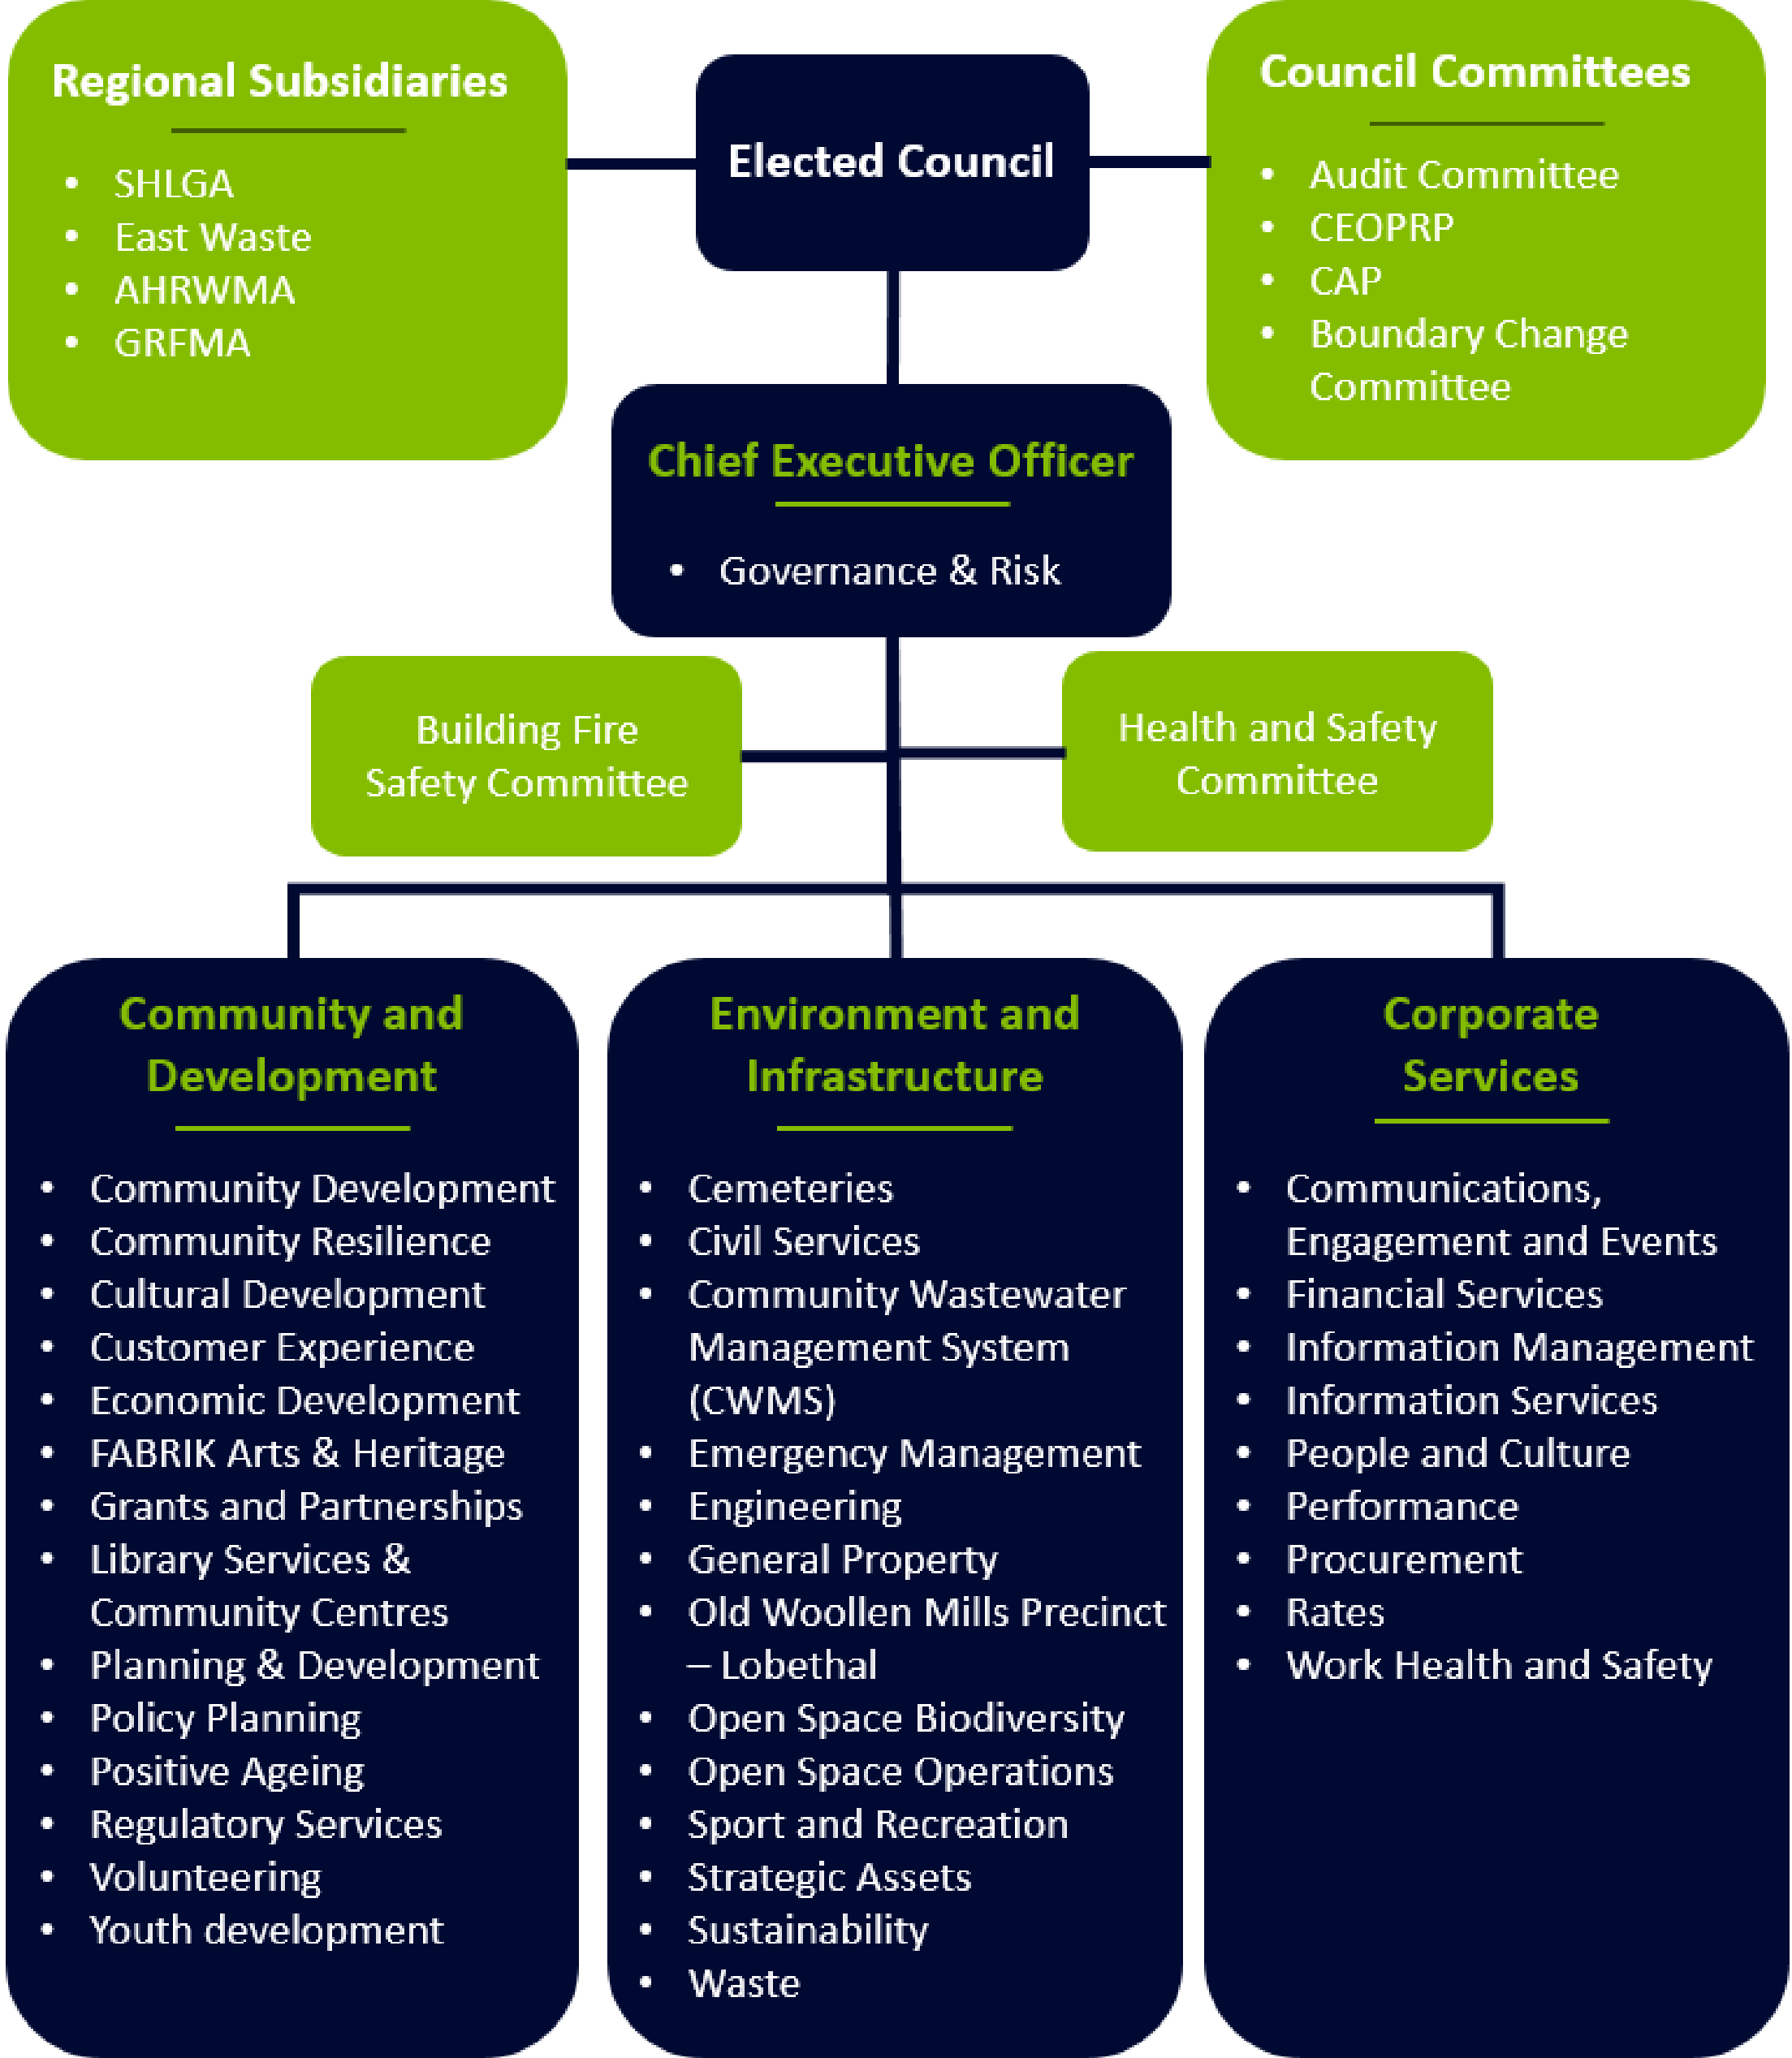 Regional Subsidiaries
• SHLGA
• East Waste
• AHRWMA
• GRFMA
Elected Council
Council Committees
• Audit Committee
• CEOPRP
• CAP
• Boundary Change
Committee
Chief Executive Officer
• Governance & Risk
Building Fire
Safety Committee
Health and Safety
Committee
Community and
Development
• Community Development
• Community Resilience
• Cultural Development
• Customer Experience
• Economic Development
• FABRIK Arts & Heritage
• Grants and Partnerships
• Library Services &
Community Centres
• Planning & Development
• Policy Planning
• Positive Ageing
• Regulatory Services
• Volunteering
• Youth development
Environment and
Infrastructure
• Cemeteries
• Civil Services
• Community Wastewater
Management System
(CWMS)
• Emergency Management
• Engineering
• General Property
• Old Woollen Mills Precinct
– Lobethal
• Open Space Biodiversity
• Open Space Operations
• Sport and Recreation
• Strategic Assets
• Sustainability
• Waste
Corporate
Services
• Communications,
Engagement and Events
• Financial Services
• Information Management
• Information Services
• People and Culture
• Performance
• Procurement
• Rates
• Work Health and Safety